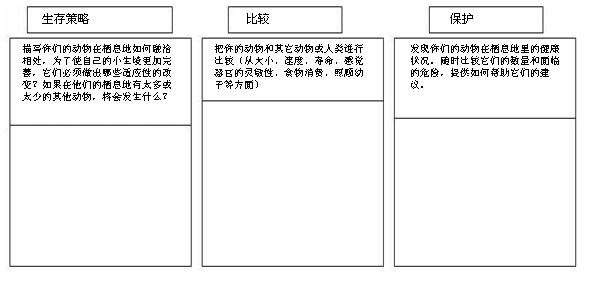 生存策略
描写你们的动物在栖息地如何融洽
相处，为了使自己的小生境更加完
善，它们必须做出哪些适应性的改
变？如果在他们的栖息地有太多或
太少的其他动物，将会发生什么？
比较
把你的动物和其它动物或人类进行
比较（从大小，速度，寿命，感觉
器官的灵敏性，食物消费，照顾幼
子等方面）
保护
发现你们的动物在栖息地里的健康
状况。随时比较它们的数量和面临
的危险，提供如何帮助它们的建
议。